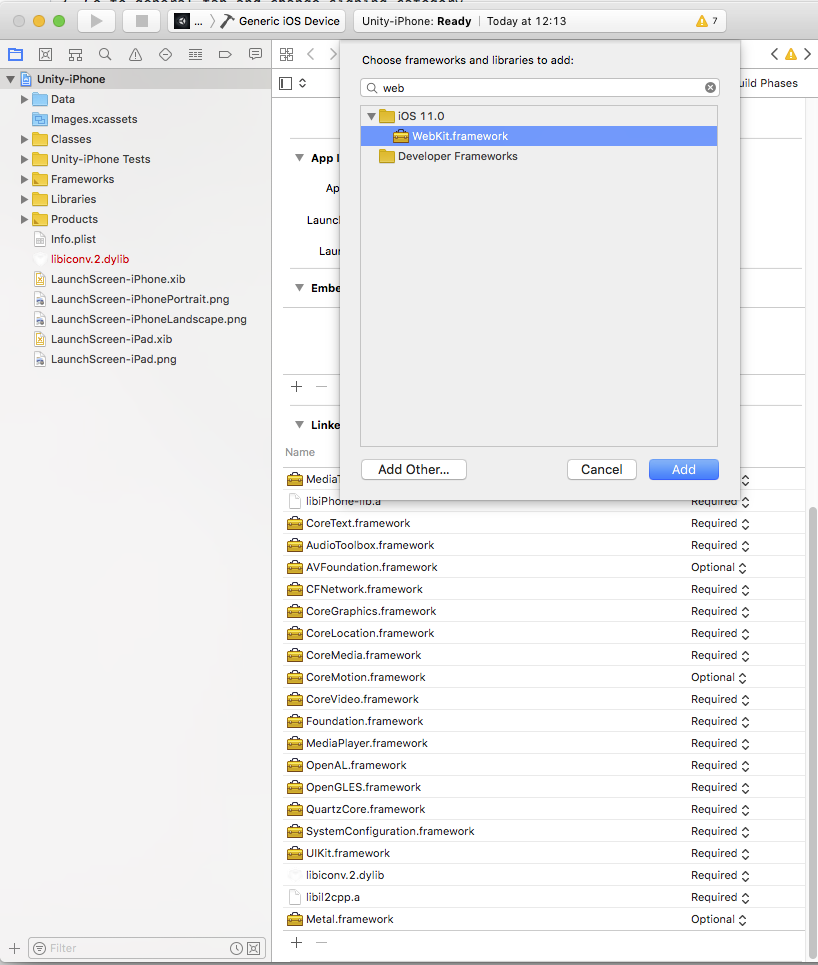 ... Generic iOS Device
Unity-iPhone: Ready | Today at 12:13
7
Unity-iPhone
Data
Images.xcassets
Classes
Unity-iPhone Tests
Frameworks
Libraries
Products
Info.plist
libiconv.2.dylib
LaunchScreen-iPhone.xib
LaunchScreen-iPhonePortrait.png
LaunchScreen-iPhoneLandscape.png
LaunchScreen-iPad.xib
LaunchScreen-iPad.png
Filter
Choose frameworks and libraries to add:
web
iOS 11.0
WebKit.framework
Developer Frameworks
Add Other...
Cancel
Add
uild Phases
App I
Ap
Launc
Lau
Embe
Linke
Name
MediaT
libiPhone-lib.a Required
CoreText.framework Required
AudioToolbox.framework Required
AVFoundation.framework Optional
CFNetwork.framework Required
CoreGraphics.framework Required
CoreLocation.framework Required
CoreMedia.framework Required
CoreMotion.framework Optional
CoreVideo.framework Required
Foundation.framework Required
MediaPlayer.framework Required
OpenAL.framework Required
OpenGLES.framework Required
QuartzCore.framework Required
SystemConfiguration.framework Required
UIKit.framework Required
libiconv.2.dylib Required
libil2cpp.a Required
Metal.framework Optional